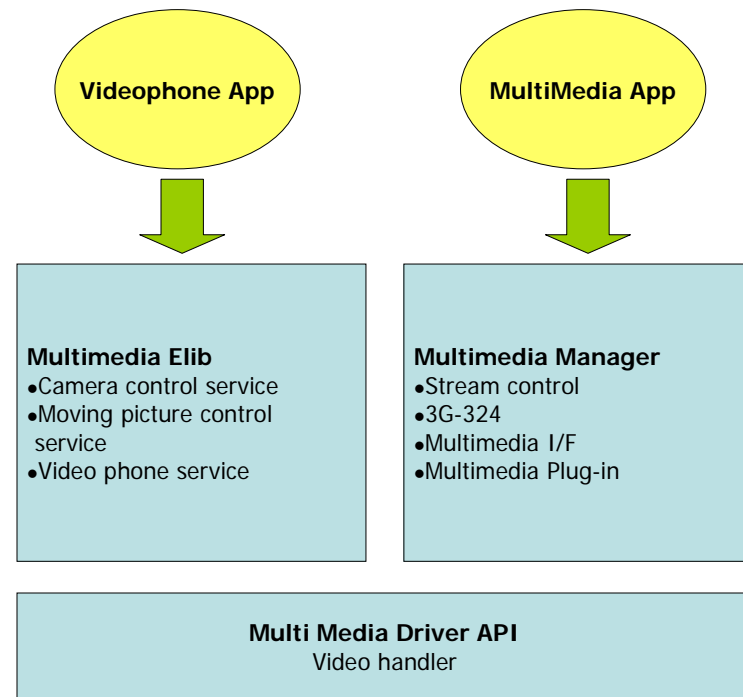 Videophone App
MultiMedia App
Multimedia Elib
●Camera control service
●Moving picture control
service
●Video phone service
Multimedia Manager
●Stream control
●3G-324
●Multimedia I/F
●Multimedia Plug-in
Multi Media Driver API
Video handler